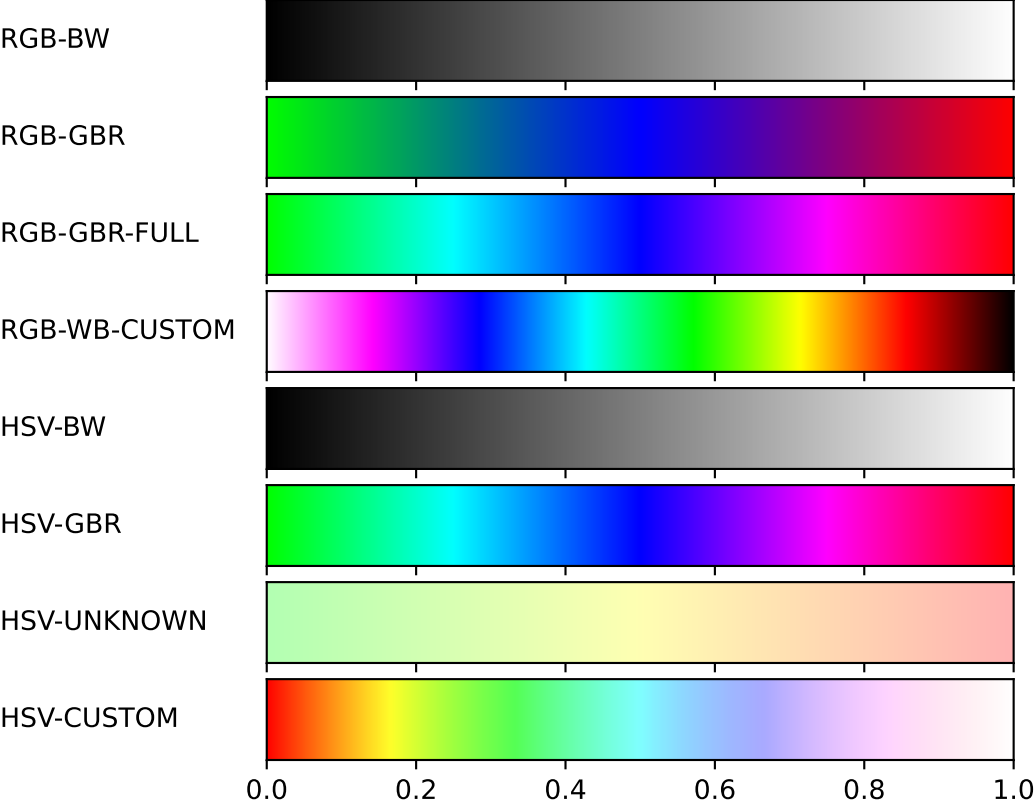 RGB-BW
RGB-GBR
RGB-GBR-FULL
RGB-WB-CUSTOM
HSV-BW
HSV-GBR
HSV-UNKNOWN
HSV-CUSTOM
0.0 0.2 0.4 0.6 0.8 1.0